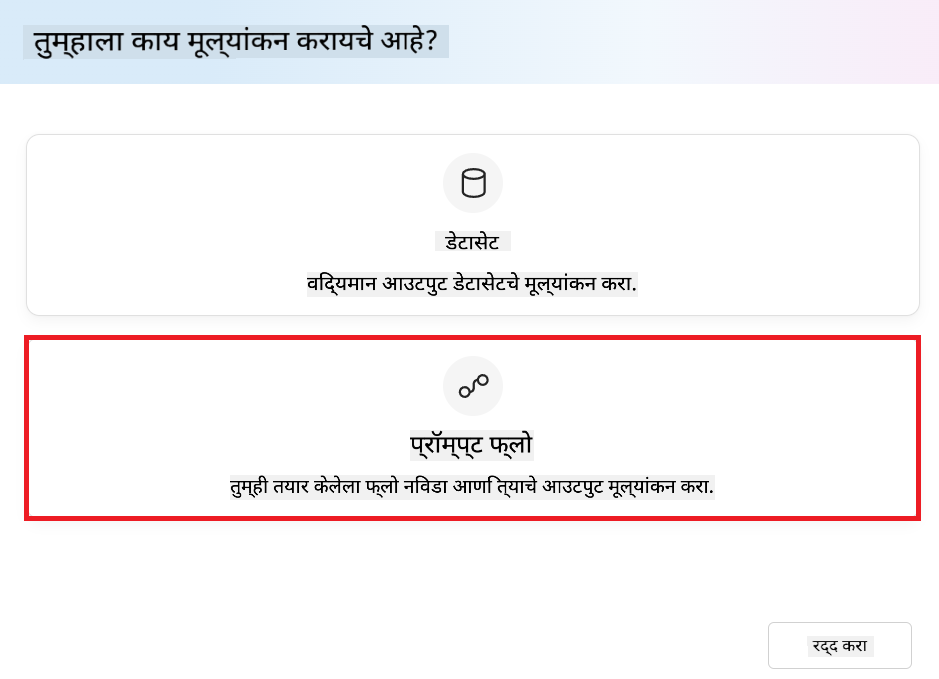 तुम्हाला काय मूल्यांकन करायचे आहे?
डेटासेट
विद्यमान आउटपुट डेटासेटचे मूल्यांकन करा.
प्रॉम्प्ट फ्लो
तुम्ही तयार केलेला फ्लो निवडा आणि त्याचे आउटपुट मूल्यांकन करा.
रद्द करा